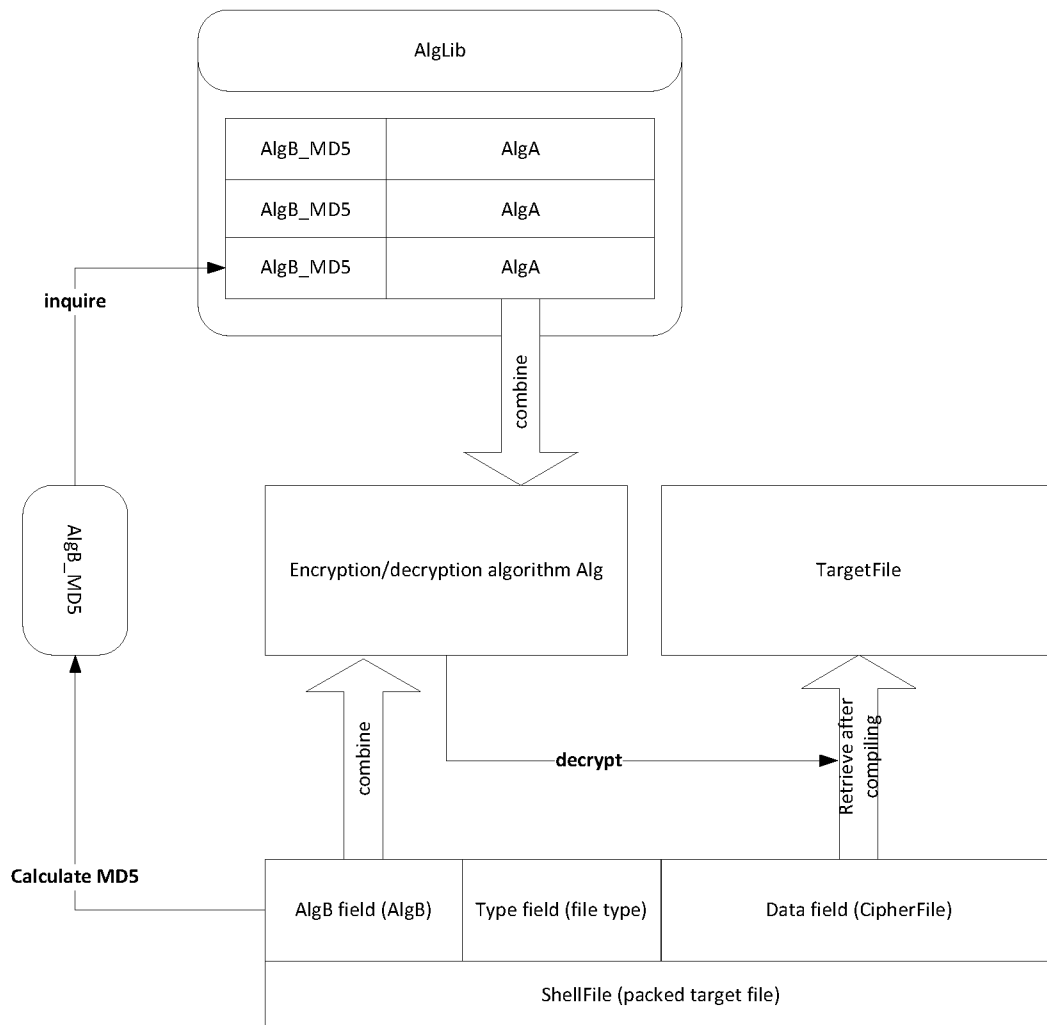 AlgLib
AlgB_MD5 AlgA
AlgB_MD5 AlgA
AlgB_MD5 AlgA
inquire
combine
AlgB_MD5
Encryption/decryption algorithm Alg
TargetFile
combine
decrypt
Retrieve after
compiling
Calculate MD5
AlgB field (AlgB)
Type field (file type)
Data field (CipherFile)
ShellFile (packed target file)